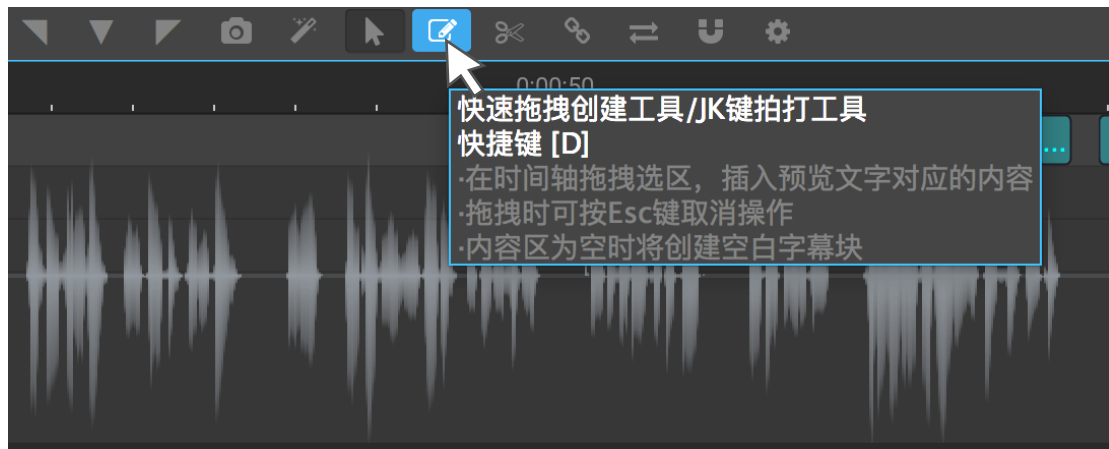 0:00:50
快速拖拽创建工具/JK键拍打工具
快捷键 [D]
·在时间轴拖拽选区，插入预览文字对应的内容
·拖拽时可按Esc键取消操作
·内容区为空时将创建空白字幕块
...